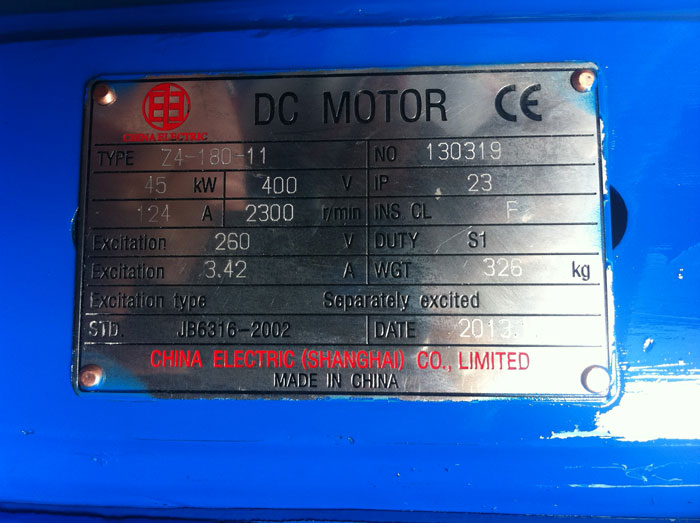 DC MOTOR CE
CHINA ELECTRIC
TYPE Z4-180-11 NO 130319
45 kW 400 V IP 23
124 A 2300 r/min INS CL F
Excitation 260 V DUTY S1
Excitation 3.42 A WGT 326 kg
Excitation type Separately excited
STD. JB6316-2002 DATE 2013.
CHINA ELECTRIC (SHANGHAI) CO., LIMITED
MADE IN CHINA